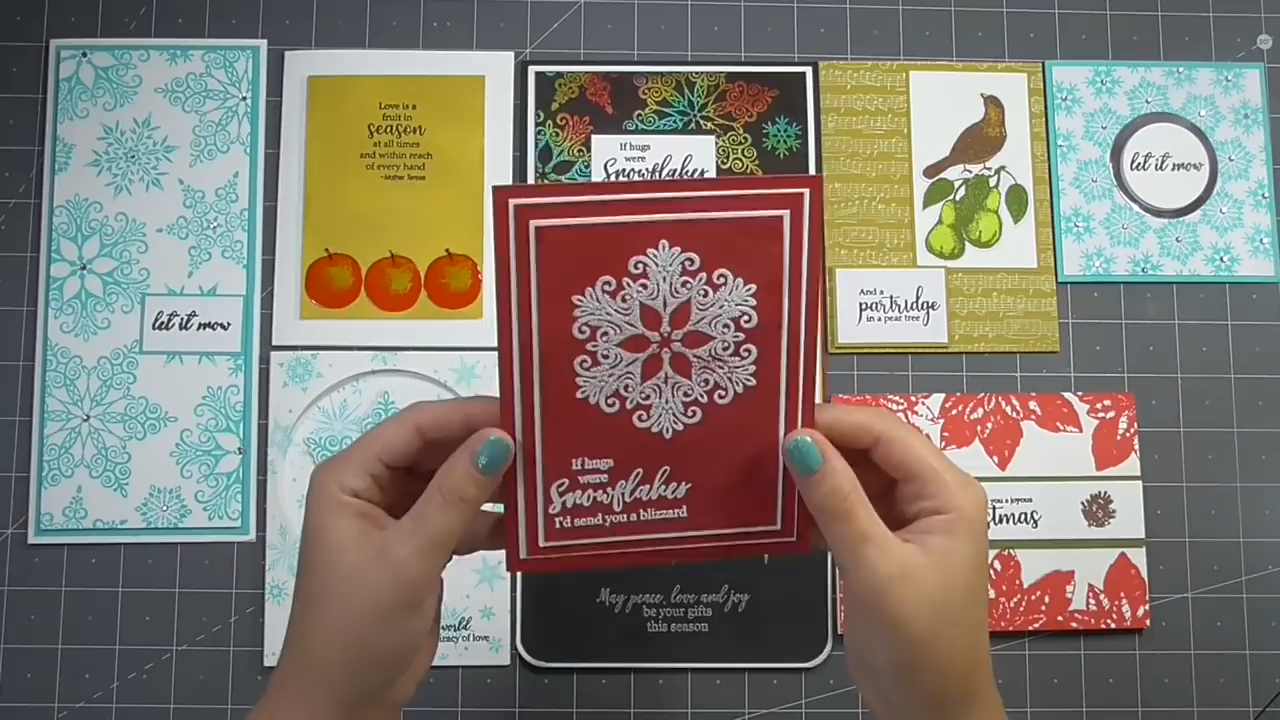 let it snow
Love is a
fruit in
season
at all times
and within reach
of every hand
~Mother Teresa
If hugs
were
Snowflakes
And a
partridge
in a pear tree
let it snow
If hugs
were
Snowflakes
I'd send you a blizzard
world
you a joyous
May peace, love and joy
be your gifts
this season
of love